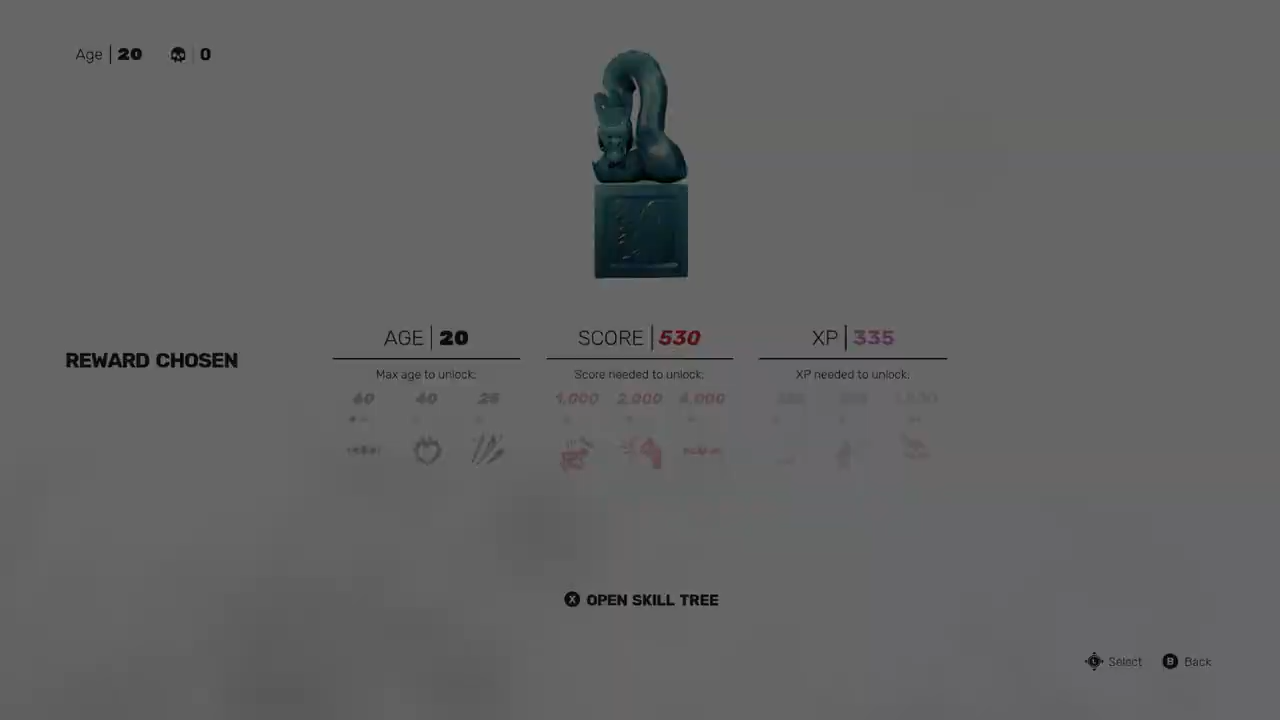 Age | 20 0
AGE | 20
SCORE | 530
XP | 335
REWARD CHOSEN
Max age to unlock:
Score needed to unlock:
XP needed to unlock:
60 40 25
1,000 2,000 4,000
X OPEN SKILL TREE
L Select B Back